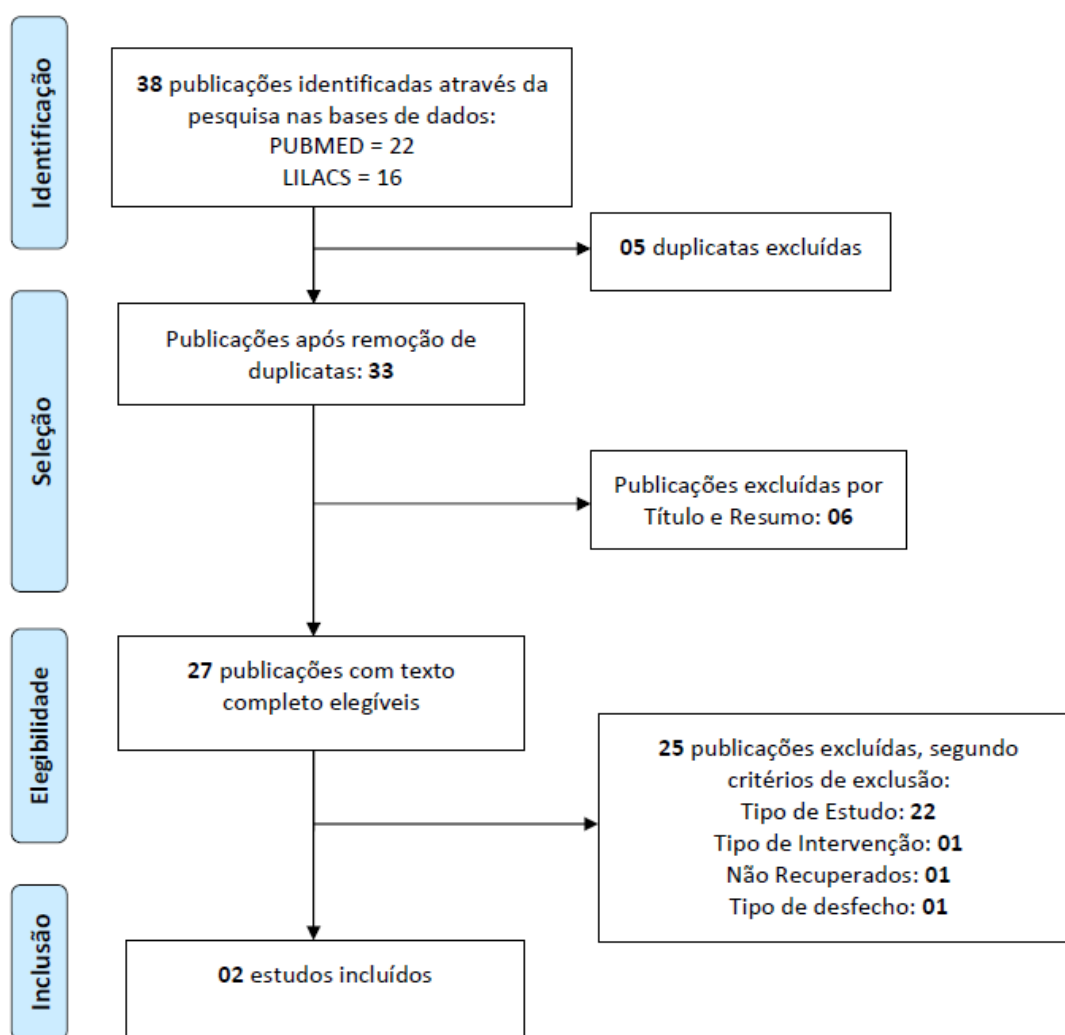 Identificação
38 publicações identificadas através da
pesquisa nas bases de dados:
PUBMED = 22
LILACS = 16
05 duplicatas excluídas
Seleção
Publicações após remoção de
duplicatas: 33
Publicações excluídas por
Título e Resumo: 06
Elegibilidade
27 publicações com texto
completo elegíveis
25 publicações excluídas, segundo
critérios de exclusão:
Tipo de Estudo: 22
Tipo de Intervenção: 01
Não Recuperados: 01
Tipo de desfecho: 01
Inclusão
02 estudos incluídos